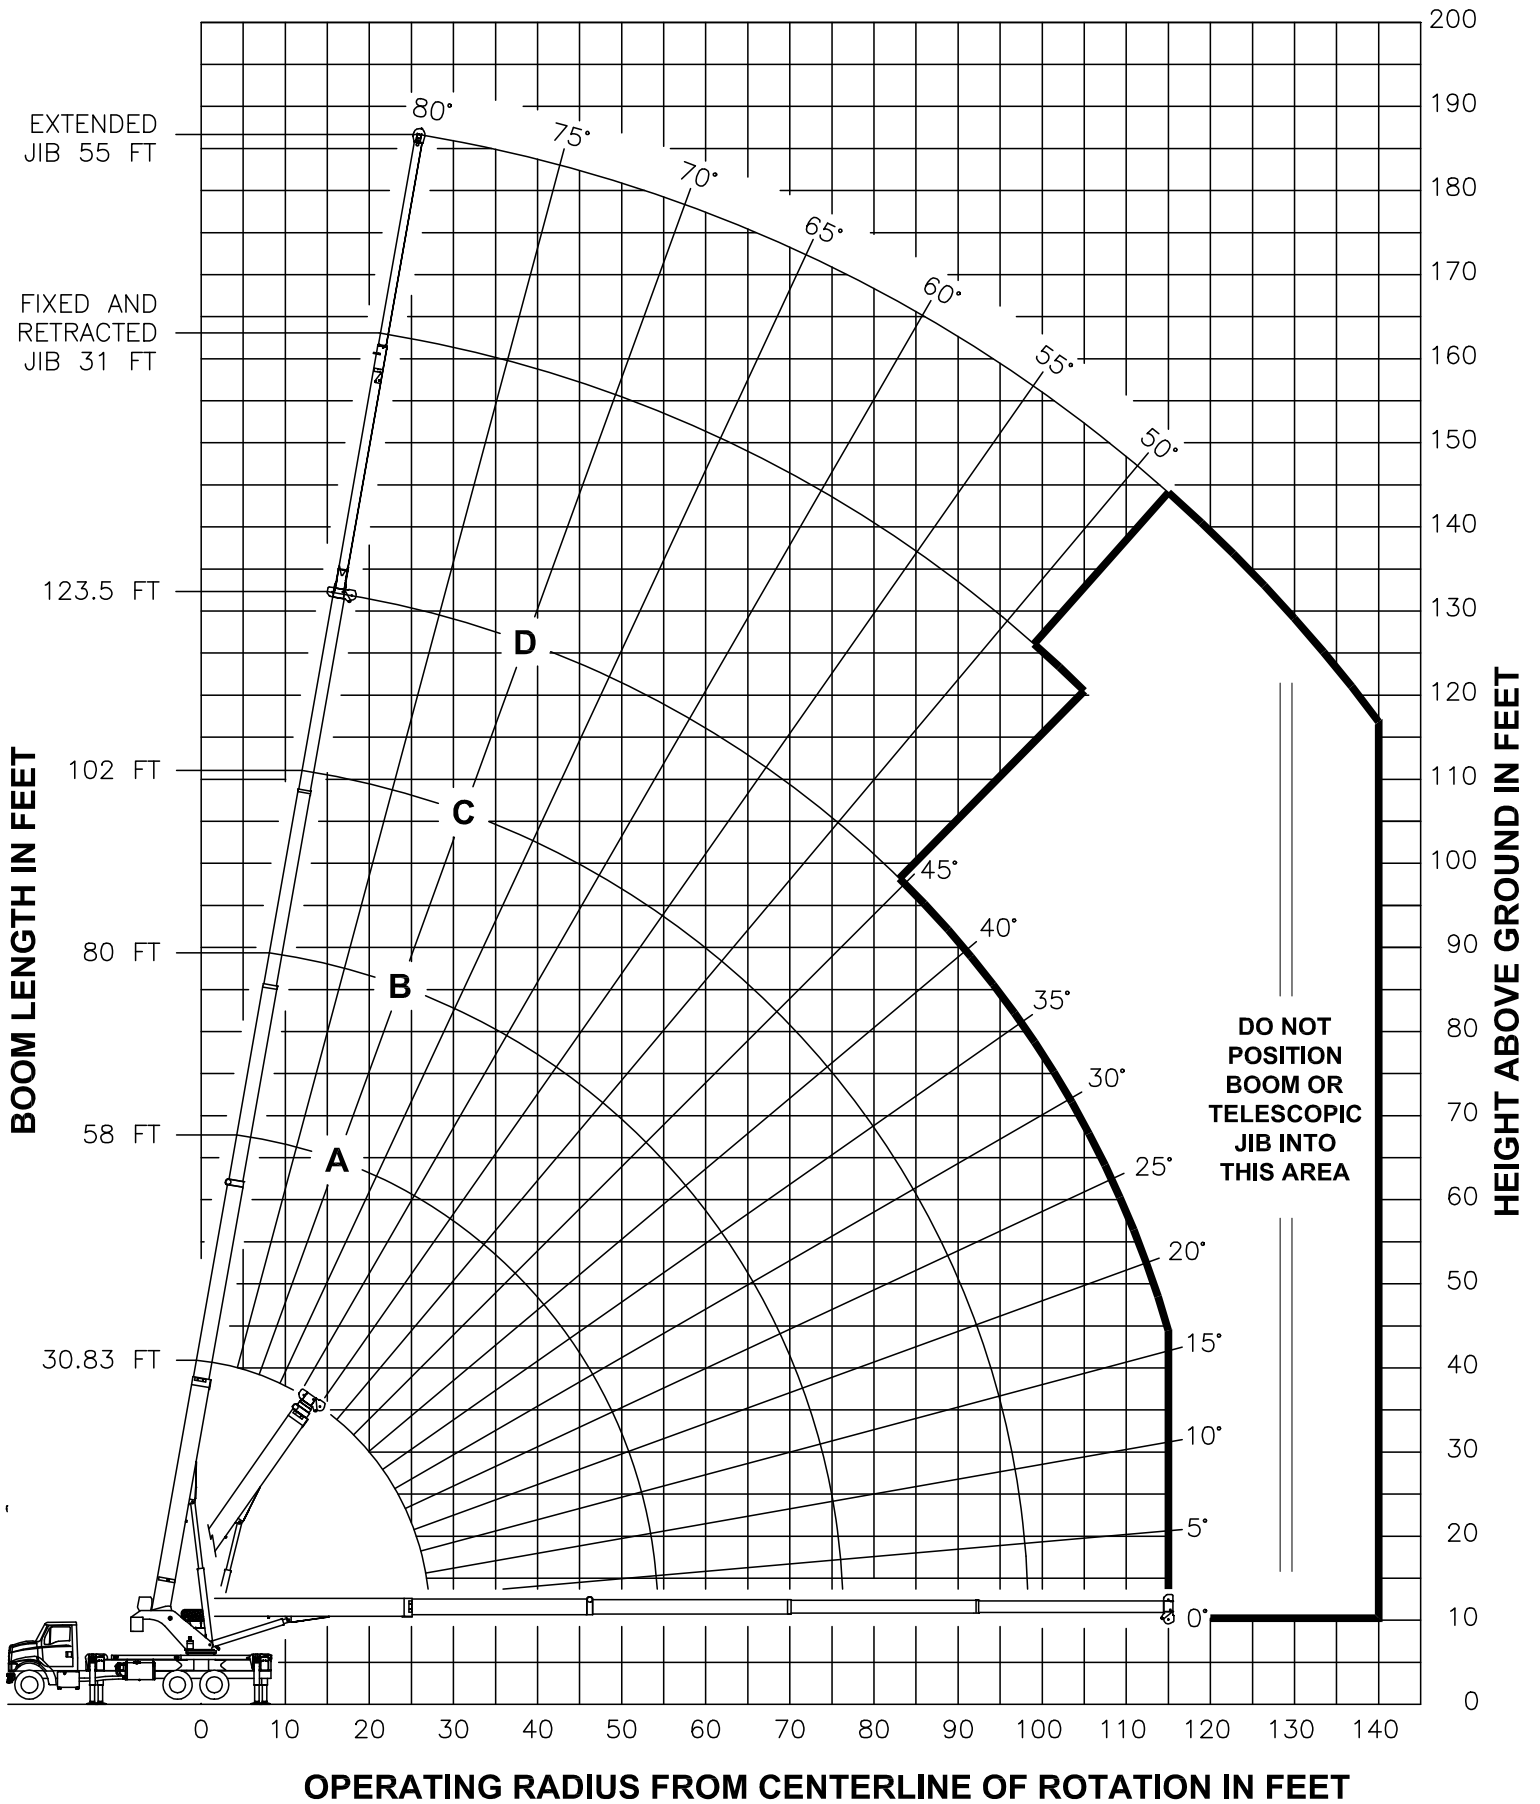 200
190
180
170
160
150
140
130
120
110
100
90
80
70
60
50
40
30
20
10
0
EXTENDED
JIB 55 FT
FIXED AND
RETRACTED
JIB 31 FT
123.5 FT
102 FT
80 FT
58 FT
30.83 FT
BOOM LENGTH IN FEET
80°
75°
70°
65°
60°
55°
50°
45°
40°
35°
30°
25°
20°
15°
10°
5°
0°
D
C
B
A
DO NOT
POSITION
BOOM OR
TELESCOPIC
JIB INTO
THIS AREA
HEIGHT ABOVE GROUND IN FEET
0 10 20 30 40 50 60 70 80 90 100 110 120 130 140
OPERATING RADIUS FROM CENTERLINE OF ROTATION IN FEET